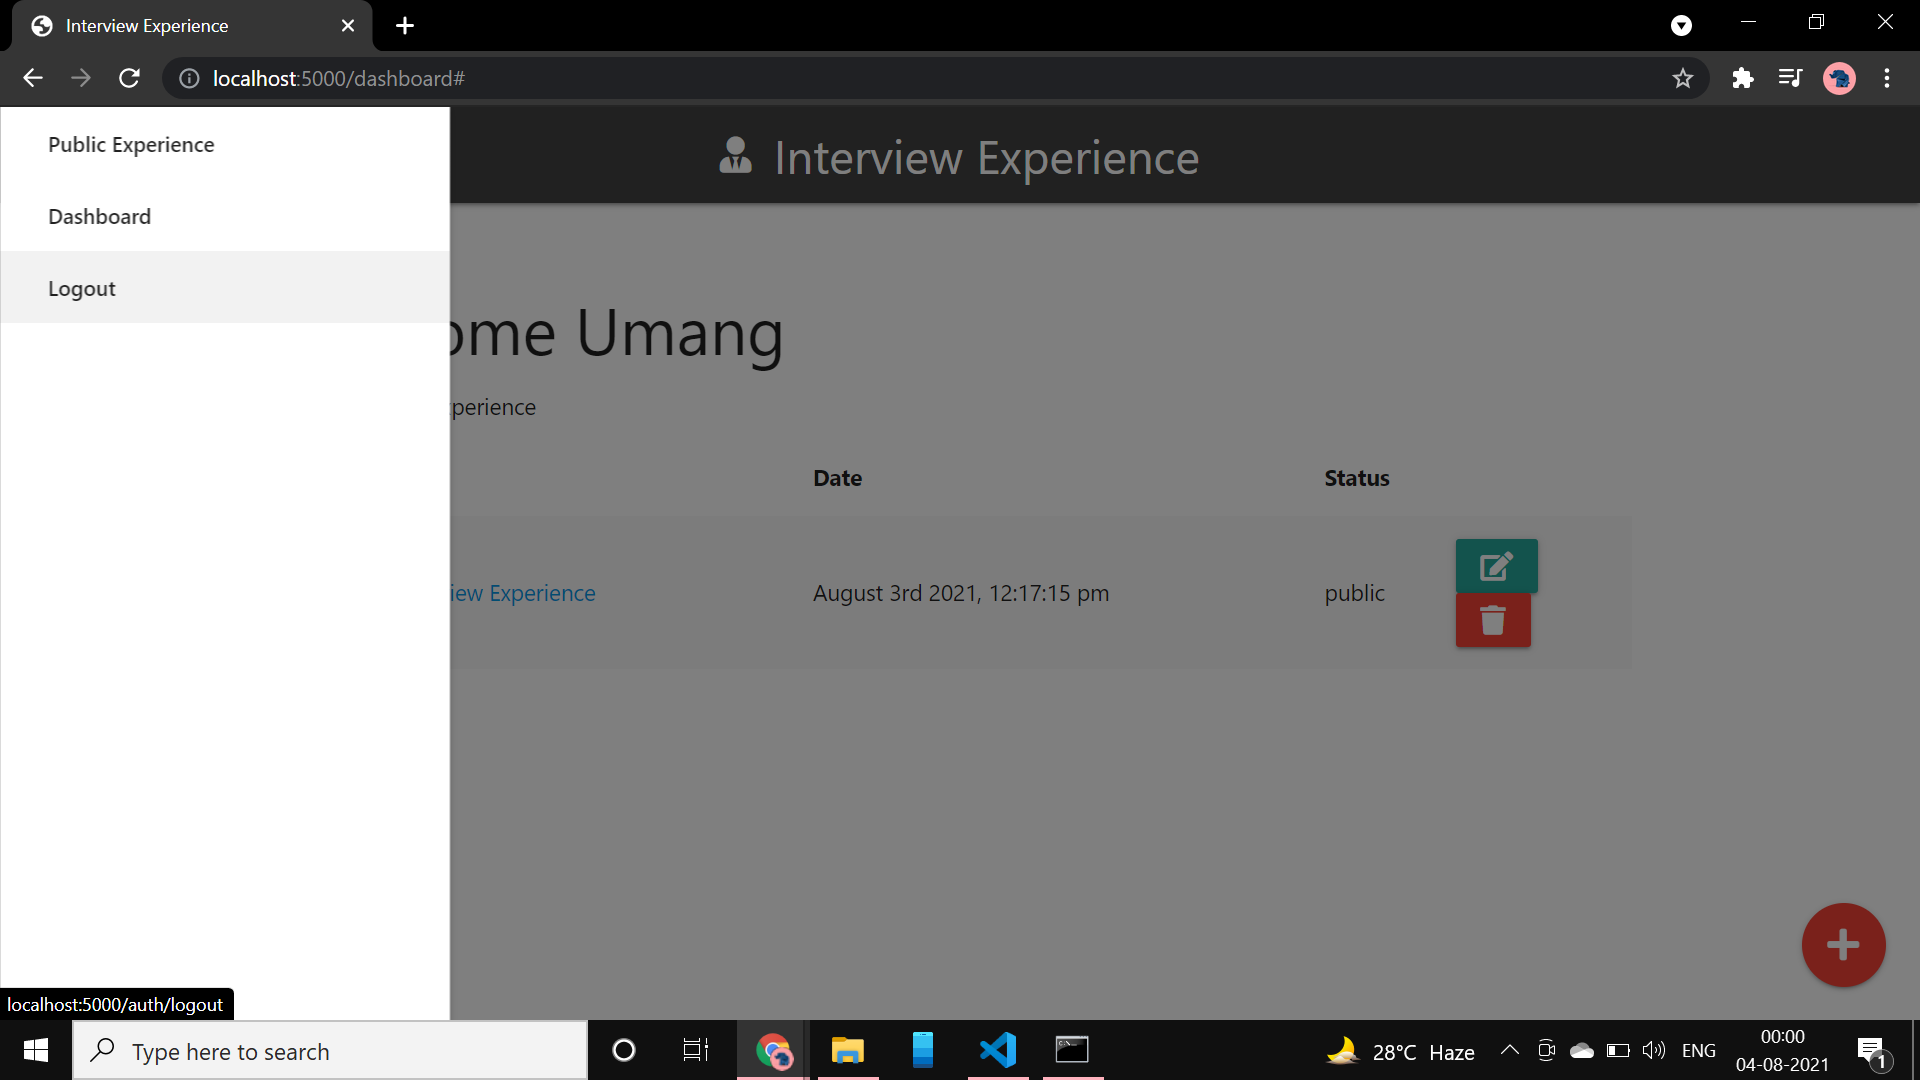 Interview Experience
localhost:5000/dashboard#
Public Experience
Dashboard
Logout
Interview Experience
ome Umang
perience
Date Status
iew Experience August 3rd 2021, 12:17:15 pm public
localhost:5000/auth/logout
Type here to search
28°C Haze
ENG
00:00
04-08-2021
1